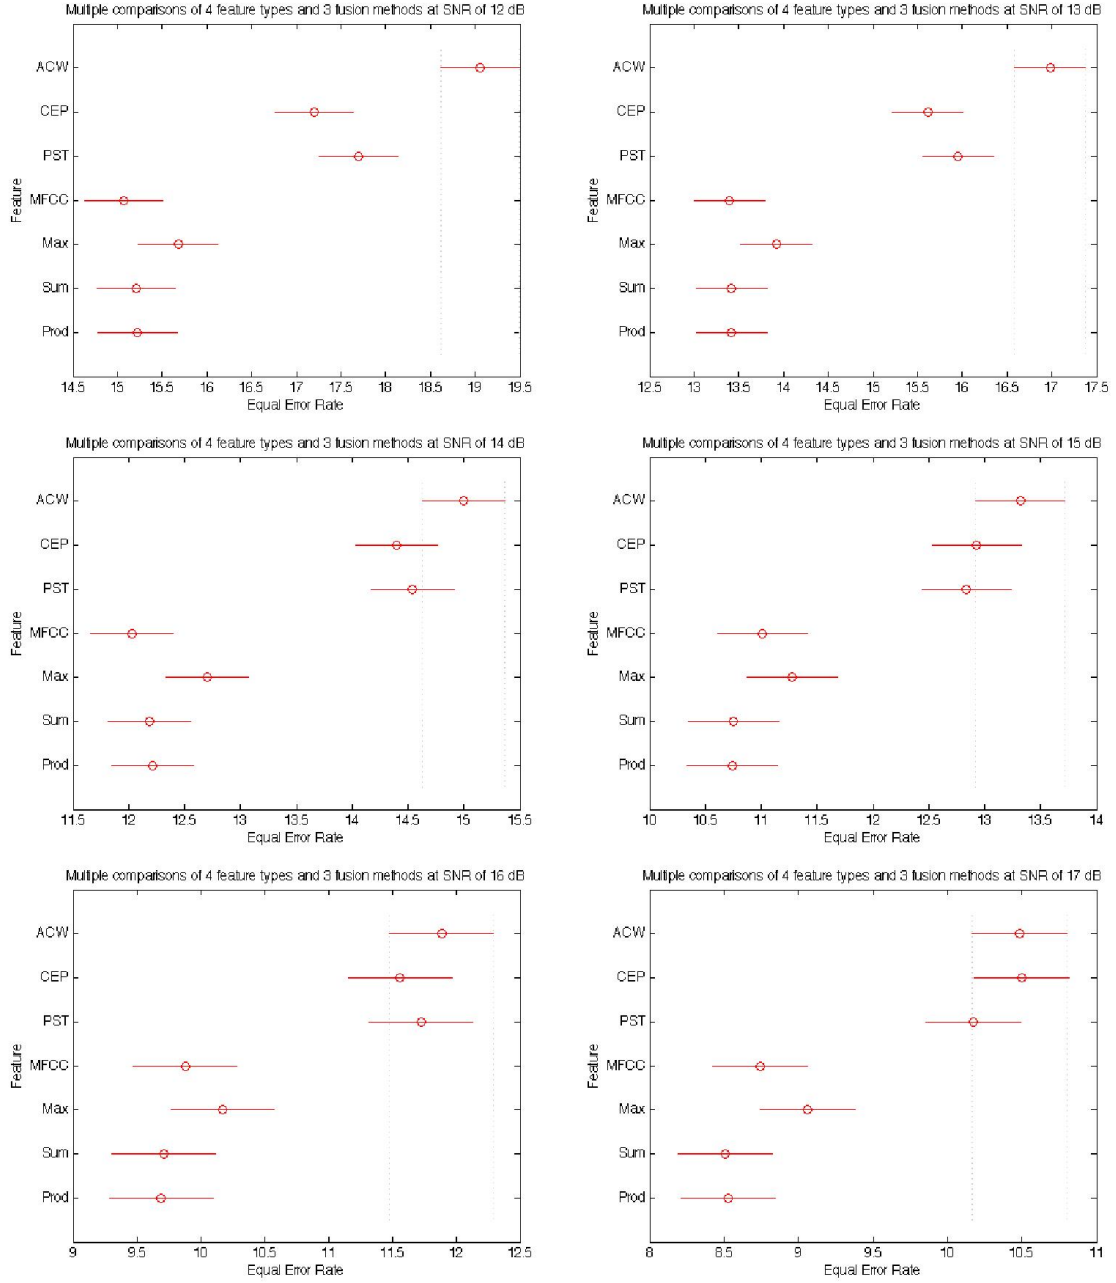 Multiple comparisons of 4 feature types and 3 fusion methods at SNR of 12 dB
ACW
CEP
PST
MFCC
Max
Sum
Prod
Feature
14.5 15 15.5 16 16.5 17 17.5 18 18.5 19 19.5
Equal Error Rate
Multiple comparisons of 4 feature types and 3 fusion methods at SNR of 13 dB
ACW
CEP
PST
MFCC
Max
Sum
Prod
Feature
12.5 13 13.5 14 14.5 15 15.5 16 16.5 17 17.5
Equal Error Rate
Multiple comparisons of 4 feature types and 3 fusion methods at SNR of 14 dB
ACW
CEP
PST
MFCC
Max
Sum
Prod
Feature
11.5 12 12.5 13 13.5 14 14.5 15 15.5
Equal Error Rate
Multiple comparisons of 4 feature types and 3 fusion methods at SNR of 15 dB
ACW
CEP
PST
MFCC
Max
Sum
Prod
Feature
10 10.5 11 11.5 12 12.5 13 13.5 14
Equal Error Rate
Multiple comparisons of 4 feature types and 3 fusion methods at SNR of 16 dB
ACW
CEP
PST
MFCC
Max
Sum
Prod
Feature
9 9.5 10 10.5 11 11.5 12 12.5
Equal Error Rate
Multiple comparisons of 4 feature types and 3 fusion methods at SNR of 17 dB
ACW
CEP
PST
MFCC
Max
Sum
Prod
Feature
8 8.5 9 9.5 10 10.5 11
Equal Error Rate